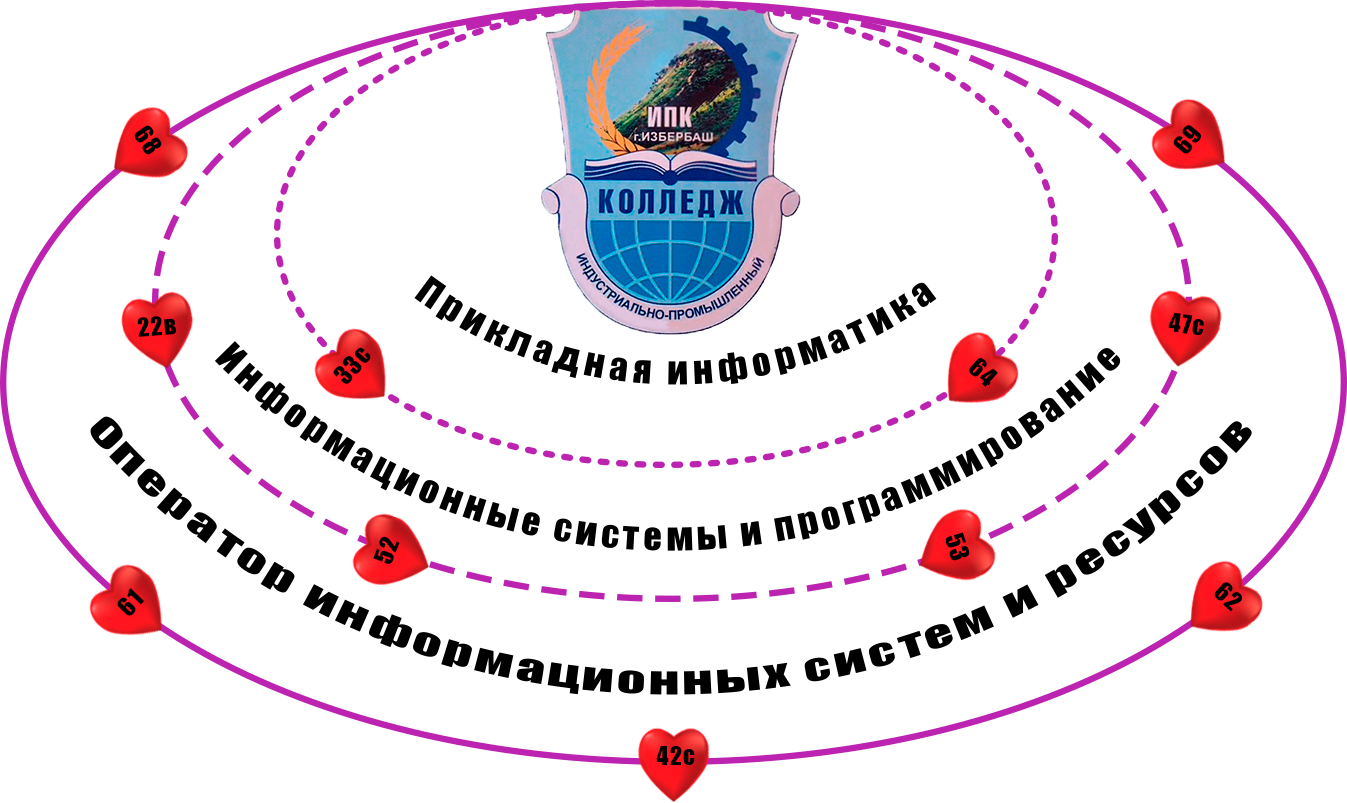 ИПК
г.ИЗБЕРБАШ
КОЛЛЕДЖ
ИНДУСТРИАЛЬНО-ПРОМЫШЛЕННЫЙ
68
69
22в
47с
33с
64
Прикладная информатика
Информационные системы и программирование
52
53
Оператор информационных систем и ресурсов
61
62
42с